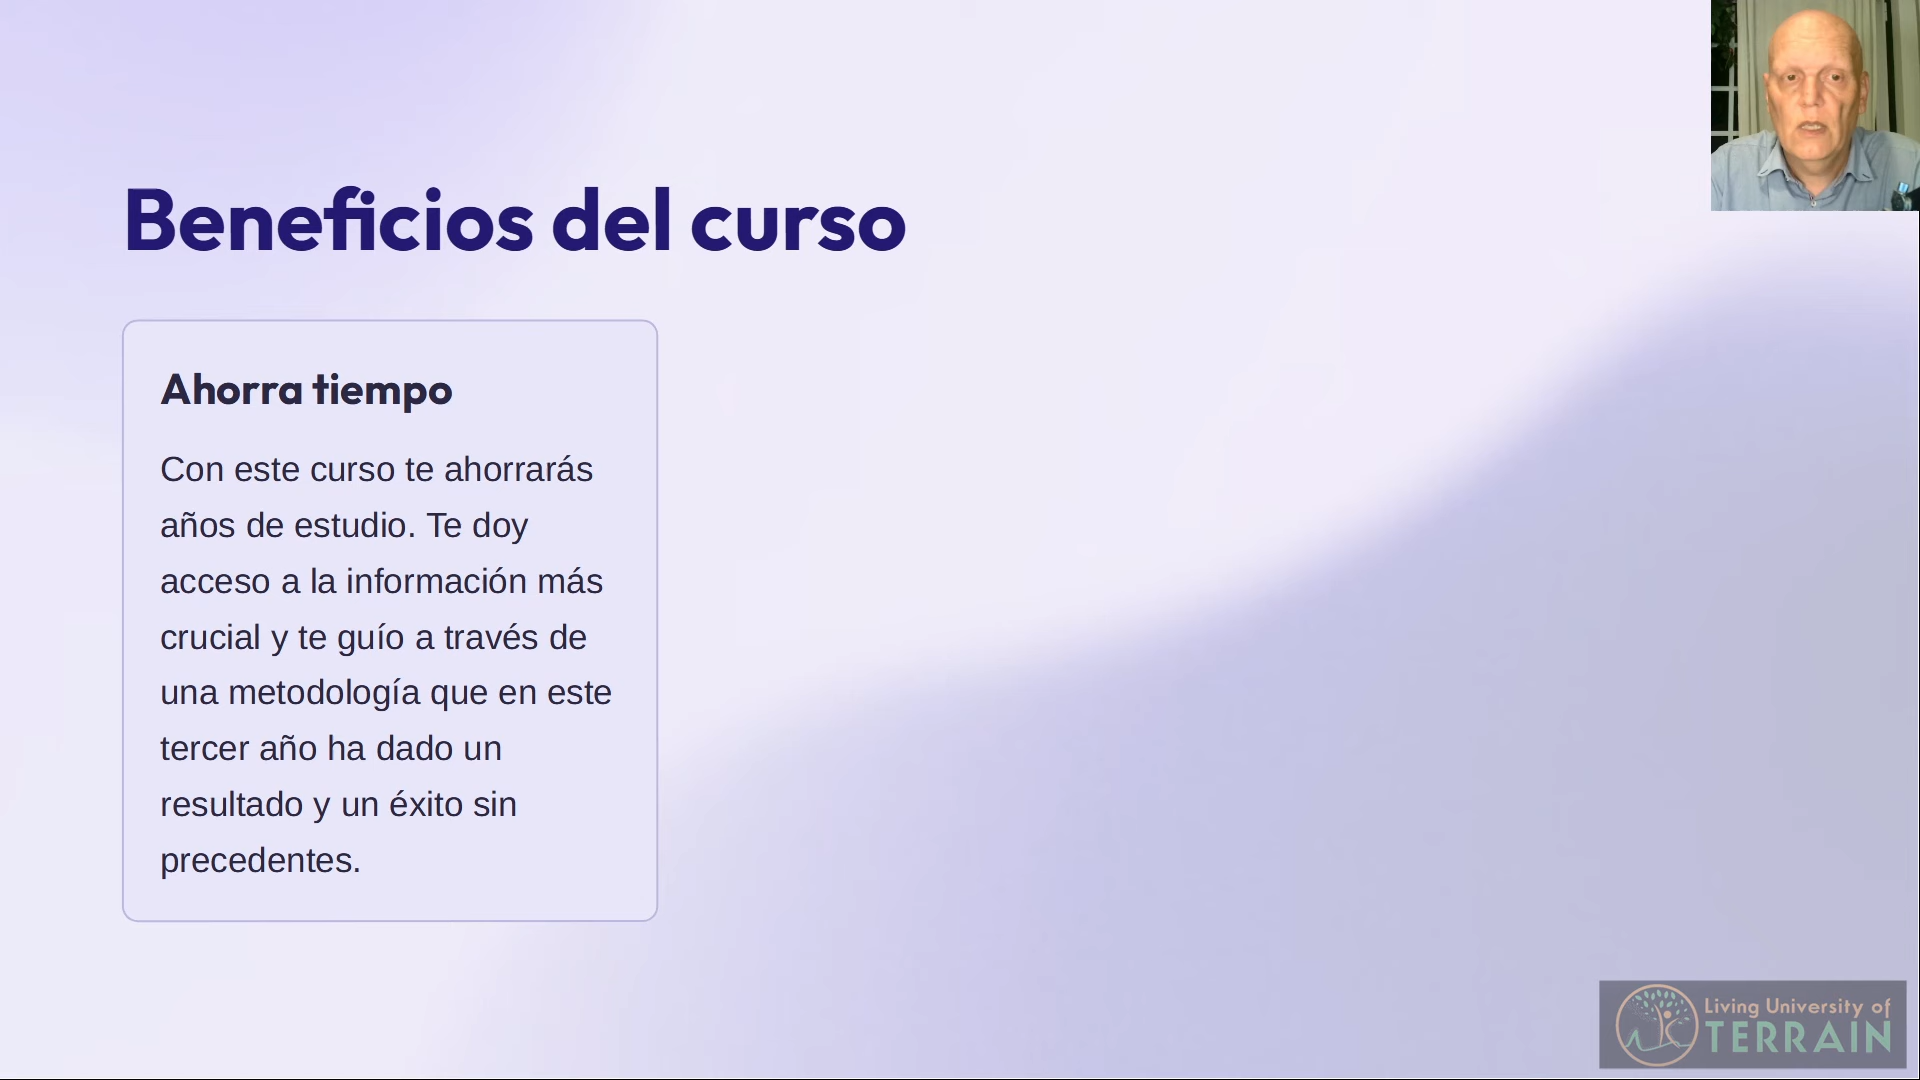 Beneficios del curso
Ahorra tiempo
Con este curso te ahorrarás
años de estudio. Te doy
acceso a la información más
crucial y te guío a través de
una metodología que en este
tercer año ha dado un
resultado y un éxito sin
precedentes.
Living University of
TERRAIN